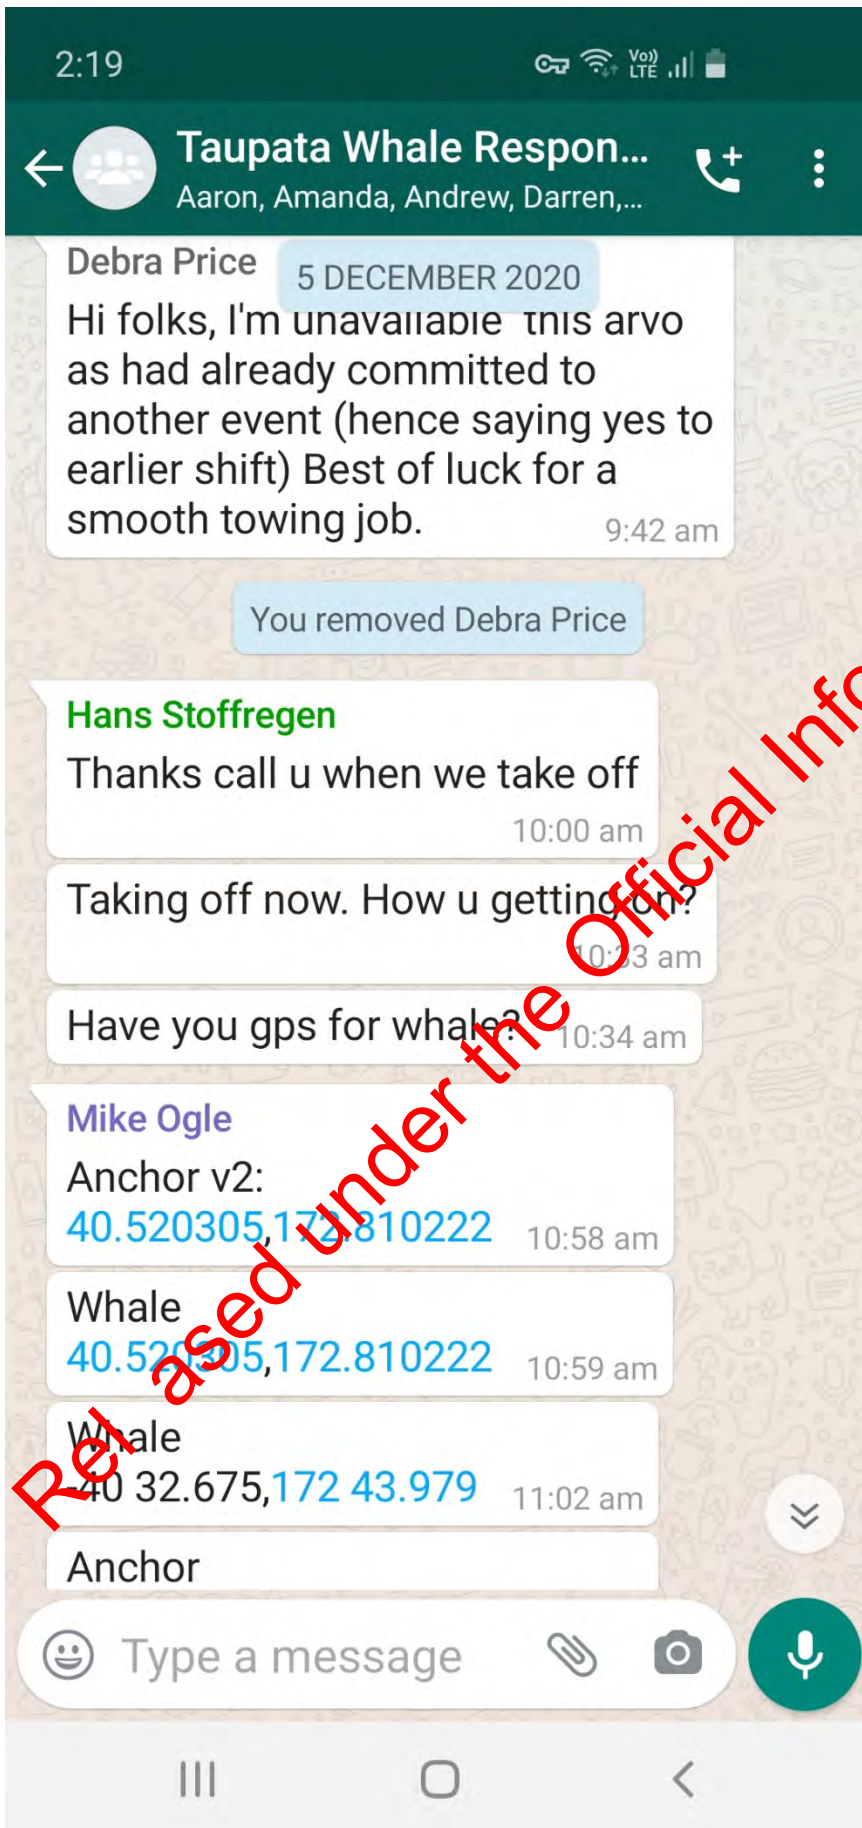 2:19
Vo))
LTE
Taupata Whale Respon...
Aaron, Amanda, Andrew, Darren,...
Debra Price
5 DECEMBER 2020
Hi folks, I'm unavailable this arvo
as had already committed to
another event (hence saying yes to
earlier shift) Best of luck for a
smooth towing job.
9:42 am
You removed Debra Price
Hans Stoffregen
Thanks call u when we take off
10:00 am
Taking off now. How u getting on?
10:33 am
Have you gps for whale?
10:34 am
Mike Ogle
Anchor v2:
40.520305,172.810222
10:58 am
Whale
40.520305,172.810222
10:59 am
Whale
-40 32.675,172 43.979
11:02 am
Anchor
Type a message
Rel ased under the Official Info